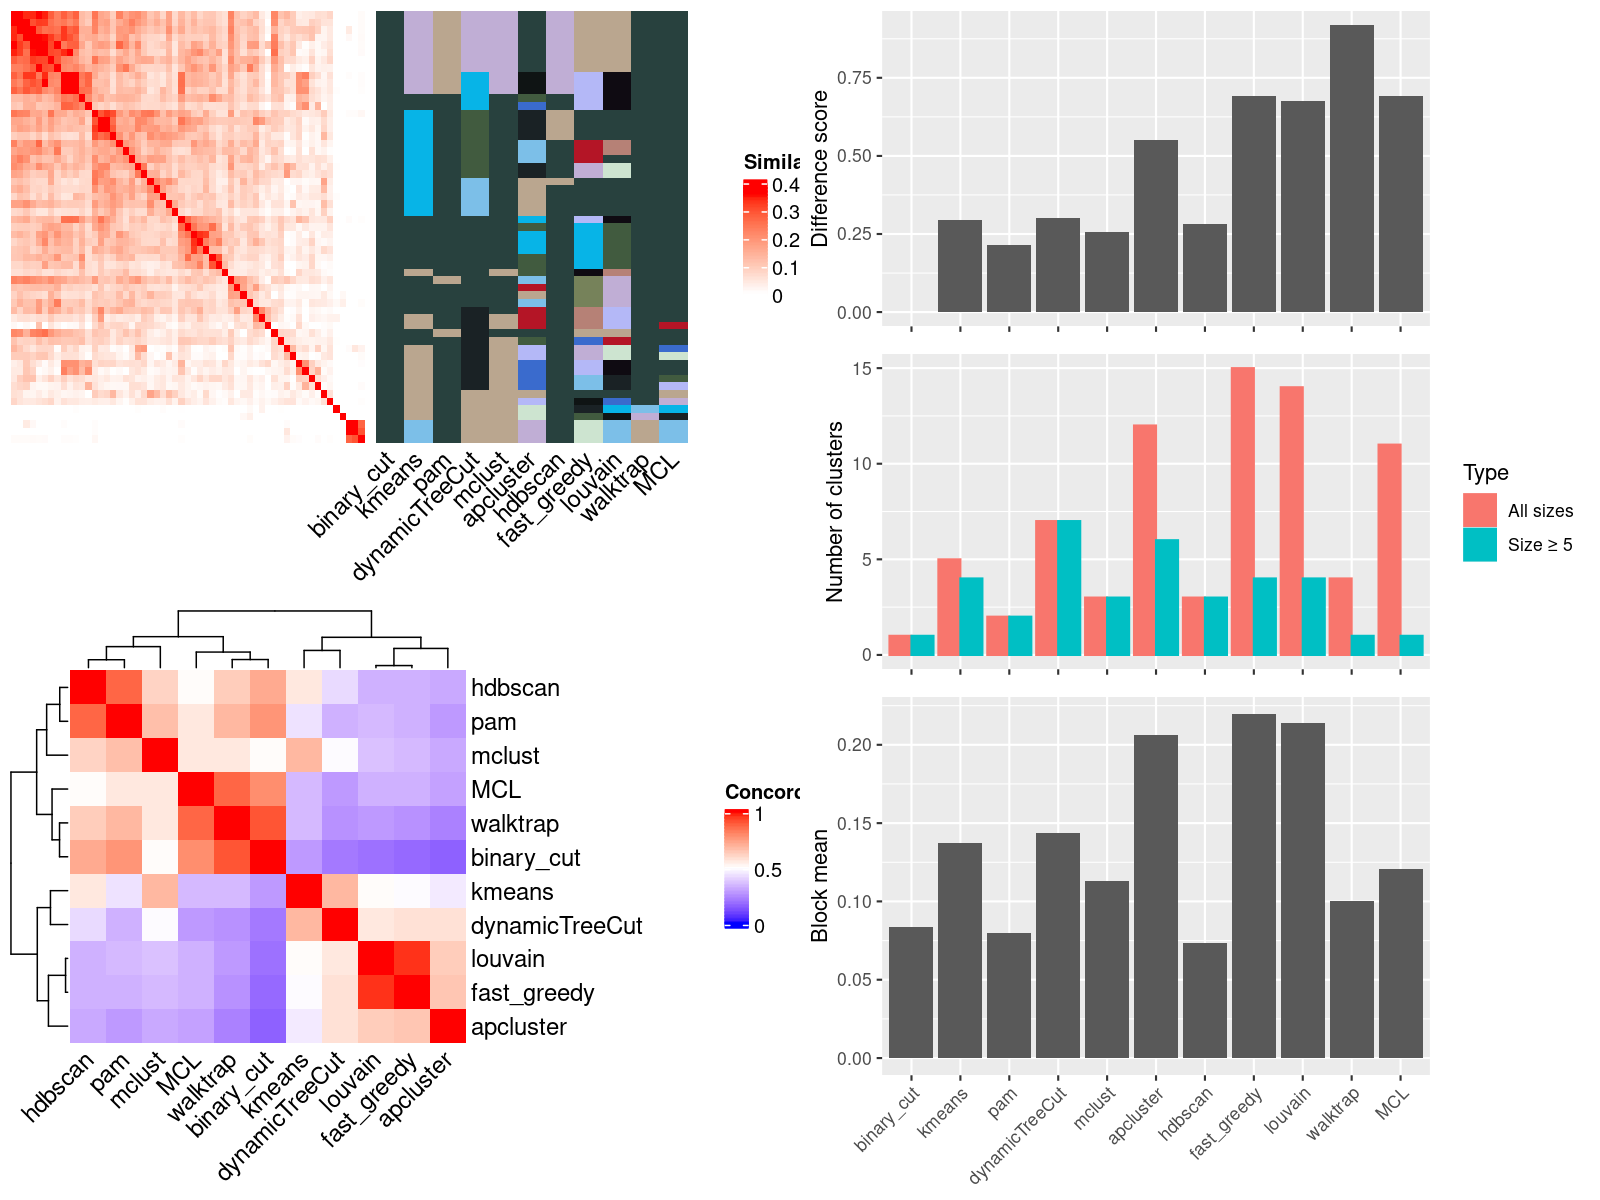 Simila
0.4
0.3
0.2
0.1
0
binary_cut
kmeans
pam
dynamicTreeCut
mclust
apcluster
hdbscan
fast_greedy
louvain
walktrap
MCL
Difference score
0.75
0.50
0.25
0.00
Number of clusters
15
10
5
0
Type
All sizes
Size ≥ 5
hdbscan
pam
mclust
MCL
walktrap
binary_cut
kmeans
dynamicTreeCut
louvain
fast_greedy
apcluster
hdbscan
pam
mclust
MCL
walktrap
binary_cut
kmeans
dynamicTreeCut
louvain
fast_greedy
apcluster
Concord
1
0.5
0
Block mean
0.20
0.15
0.10
0.05
0.00
binary_cut
kmeans
pam
dynamicTreeCut
mclust
apcluster
hdbscan
fast_greedy
louvain
walktrap
MCL